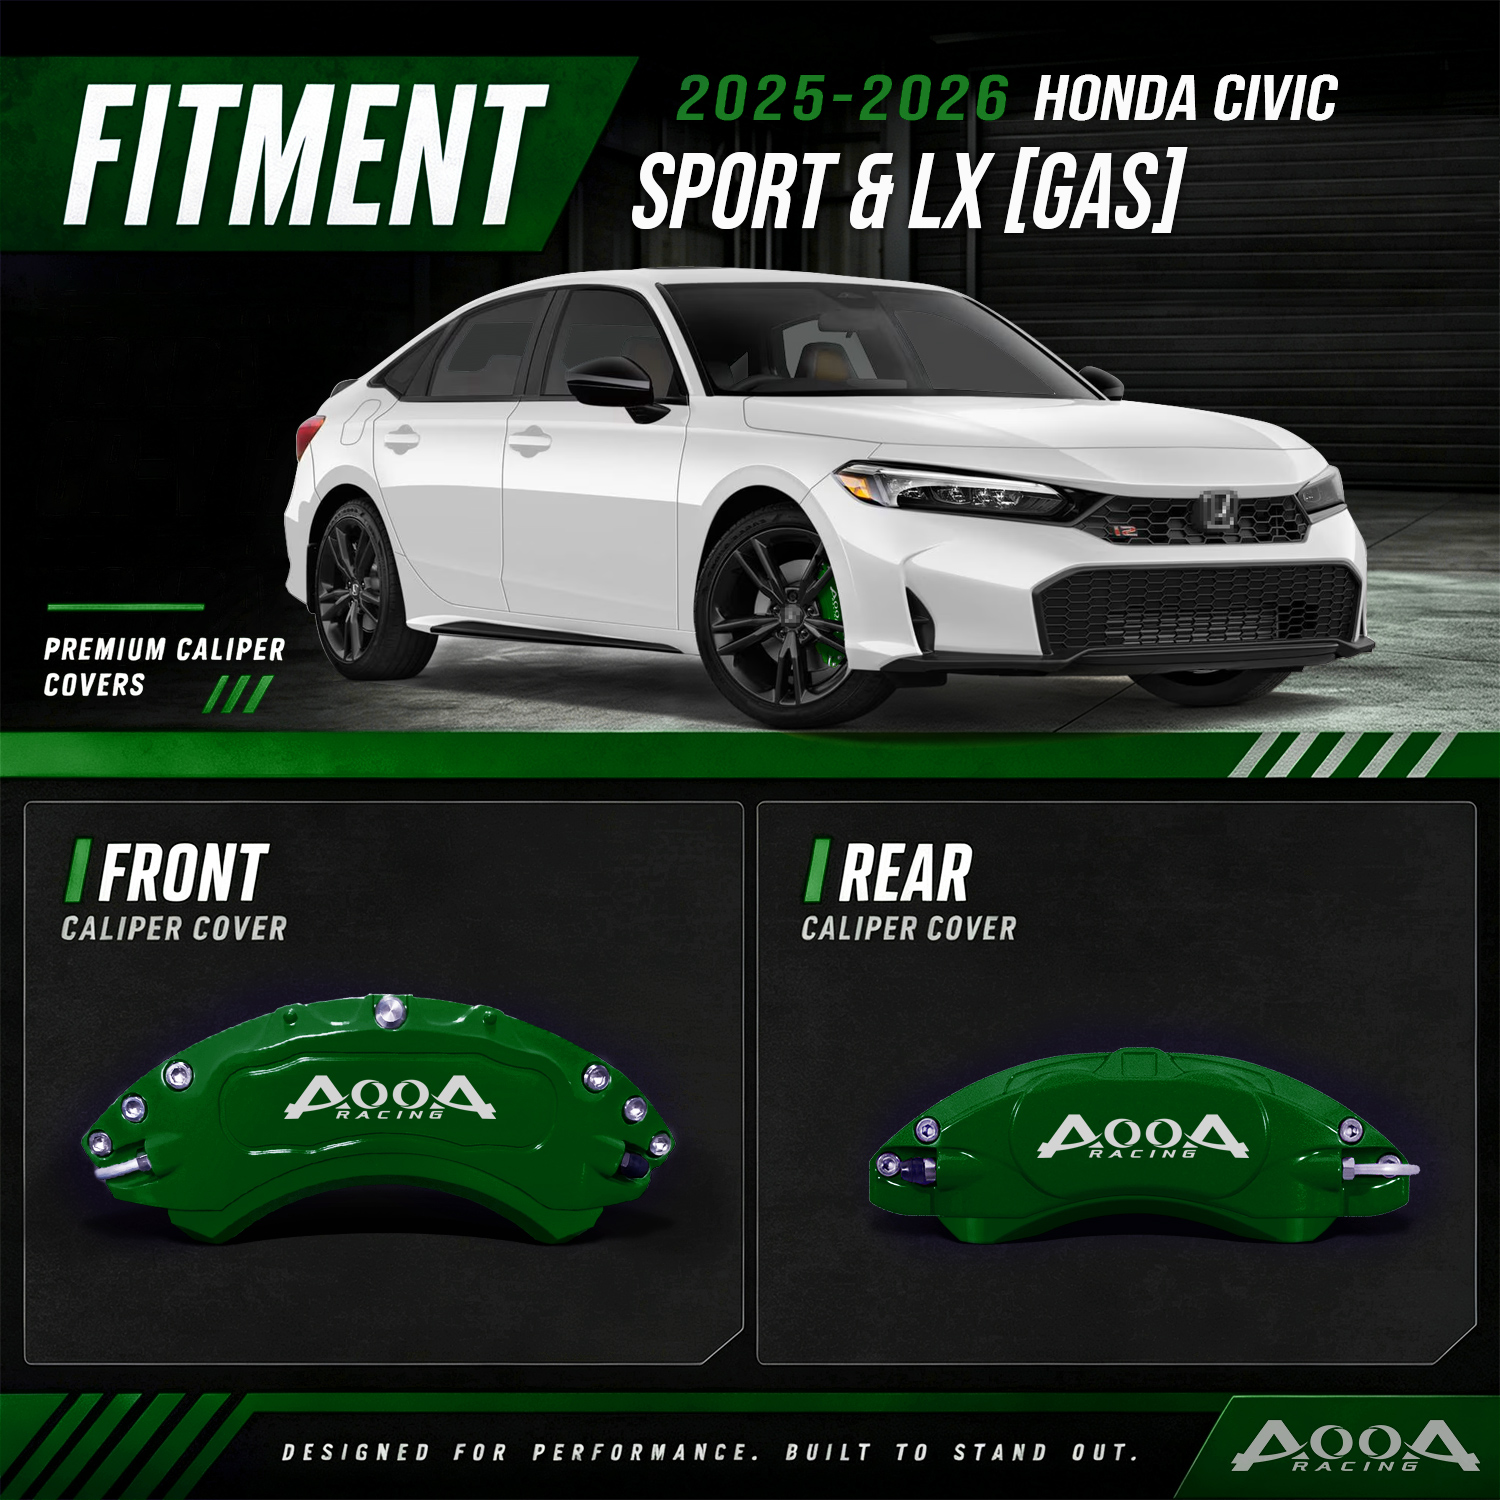 FITMENT
2025-2026 HONDA CIVIC
SPORT & LX [GAS]
PREMIUM CALIPER
COVERS
FRONT
CALIPER COVER
REAR
CALIPER COVER
AOOA
RACING
AOOA
RACING
DESIGNED FOR PERFORMANCE. BUILT TO STAND OUT.
AOOA
RACING